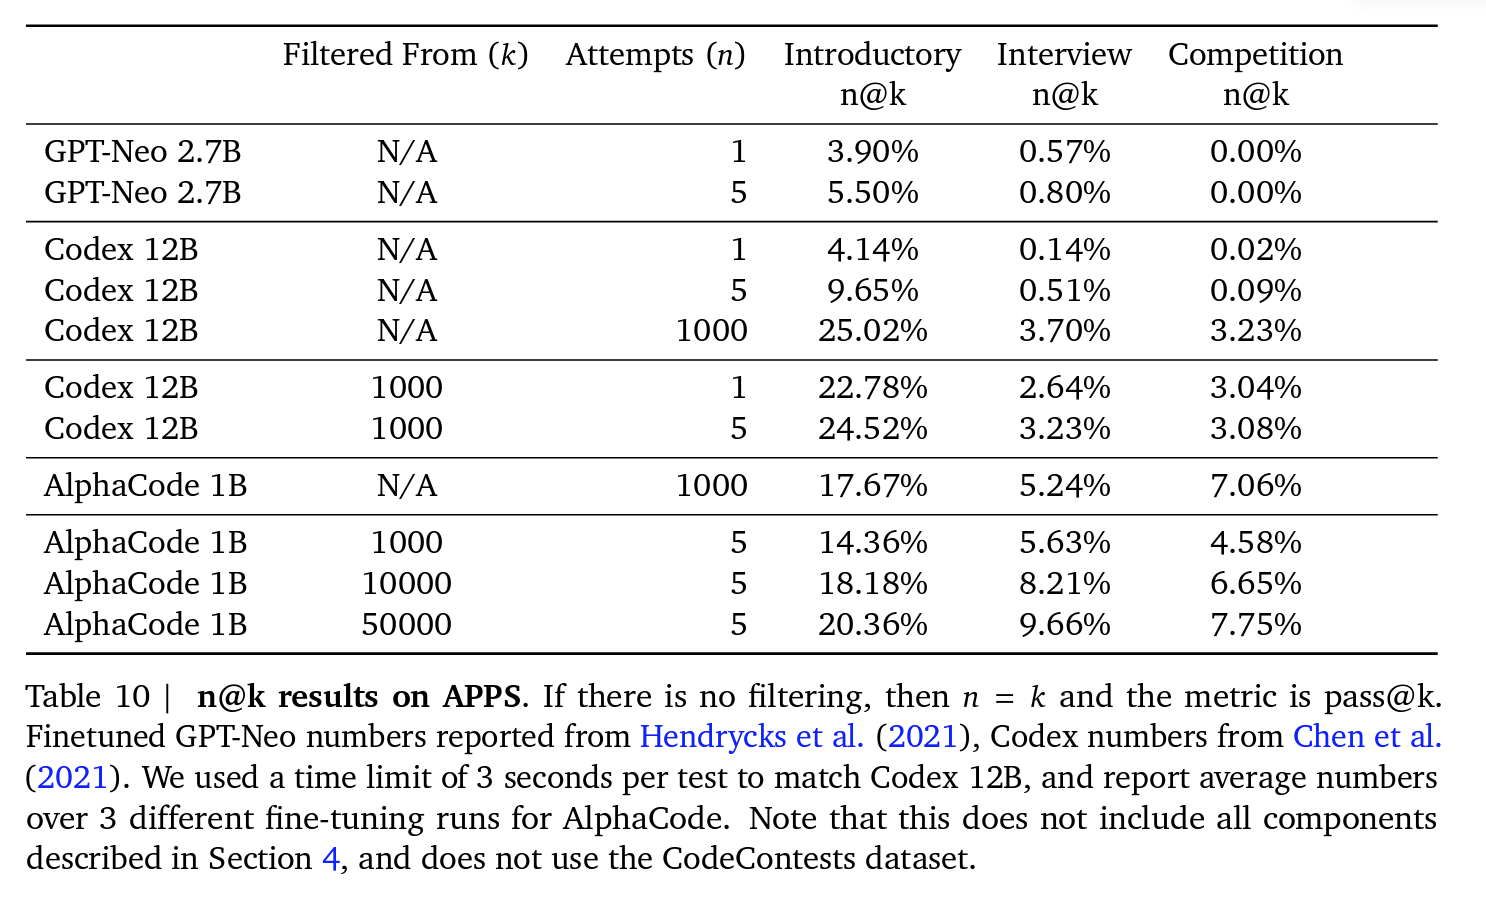 Filtered From (k) Attempts (n) Introductory Interview Competition
n@k n@k n@k
GPT-Neo 2.7B N/A 1 3.90% 0.57% 0.00%
GPT-Neo 2.7B N/A 5 5.50% 0.80% 0.00%
Codex 12B N/A 1 4.14% 0.14% 0.02%
Codex 12B N/A 5 9.65% 0.51% 0.09%
Codex 12B N/A 1000 25.02% 3.70% 3.23%
Codex 12B 1000 1 22.78% 2.64% 3.04%
Codex 12B 1000 5 24.52% 3.23% 3.08%
AlphaCode 1B N/A 1000 17.67% 5.24% 7.06%
AlphaCode 1B 1000 5 14.36% 5.63% 4.58%
AlphaCode 1B 10000 5 18.18% 8.21% 6.65%
AlphaCode 1B 50000 5 20.36% 9.66% 7.75%
Table 10 | n@k results on APPS. If there is no filtering, then n = k and the metric is pass@k.
Finetuned GPT-Neo numbers reported from Hendrycks et al. (2021), Codex numbers from Chen et al.
(2021). We used a time limit of 3 seconds per test to match Codex 12B, and report average numbers
over 3 different fine-tuning runs for AlphaCode. Note that this does not include all components
described in Section 4, and does not use the CodeContests dataset.